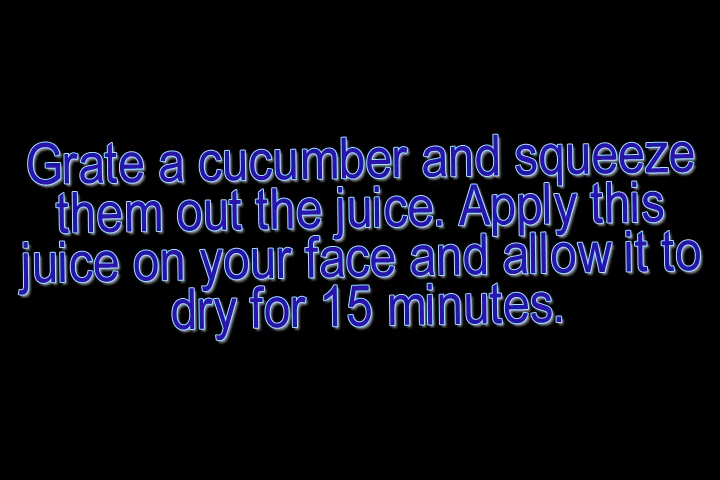 Grate a cucumber and squeeze
them out the juice. Apply this
juice on your face and allow it to
dry for 15 minutes.